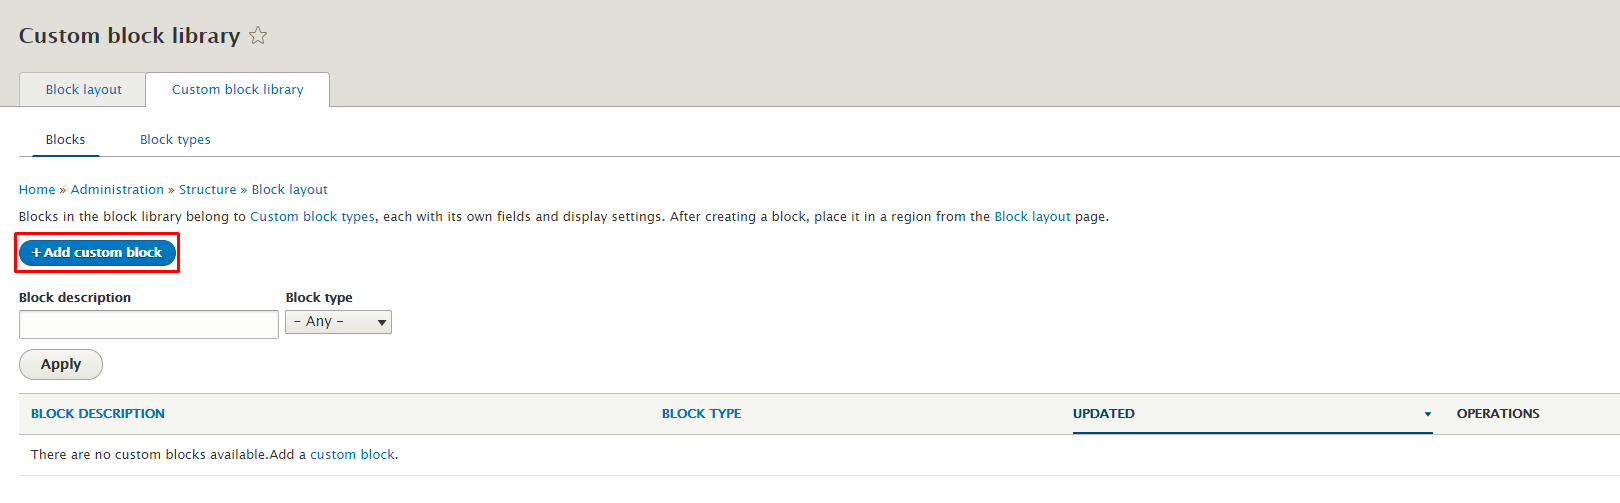 Custom block library
Block layout Custom block library
Blocks Block types
Home » Administration » Structure » Block layout
Blocks in the block library belong to Custom block types, each with its own fields and display settings. After creating a block, place it in a region from the Block layout page.
+ Add custom block
Block description Block type
- Any -
Apply
BLOCK DESCRIPTION BLOCK TYPE UPDATED OPERATIONS
There are no custom blocks available.Add a custom block.